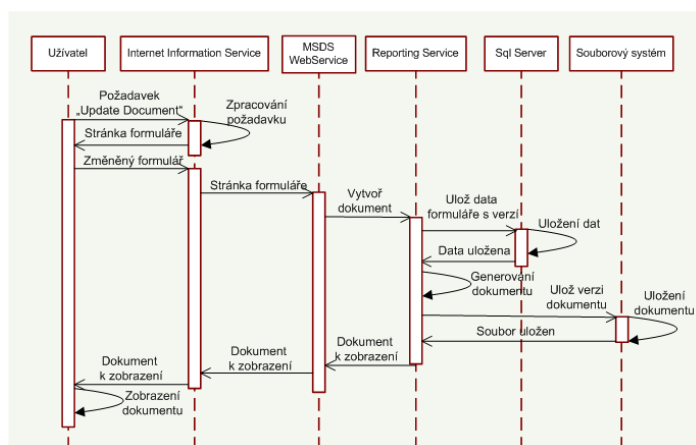 Užívatel
Internet Information Service
MSDS
WebService
Reporting Service
Sql Server
Souborový systém
Požadavek
„Update Document“
Zpracování
požadavku
Stránka formuláře
Změněný formulář
Stránka formuláře
Vytvoř
dokument
Ulož data
formuláře s verzí
Uložení dat
Data uložena
Generování
dokumentu
Ulož verzi
dokumentu
Uložení
dokumentu
Soubor uložen
Dokument
k zobrazení
Dokument
k zobrazení
Dokument
k zobrazení
Zobrazení
dokumentu